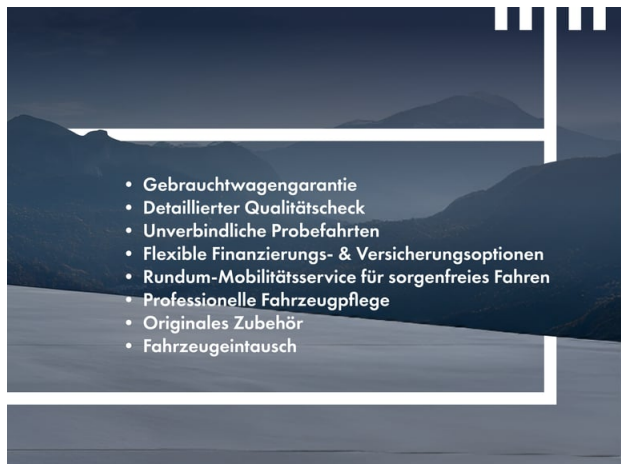 • Gebrauchtwagengarantie
• Detaillierter Qualitätscheck
• Unverbindliche Probefahrten
• Flexible Finanzierungs- & Versicherungsoptionen
• Rundum-Mobilitätsservice für sorgenfreies Fahren
• Professionelle Fahrzeugpflege
• Originales Zubehör
• Fahrzeugeintausch